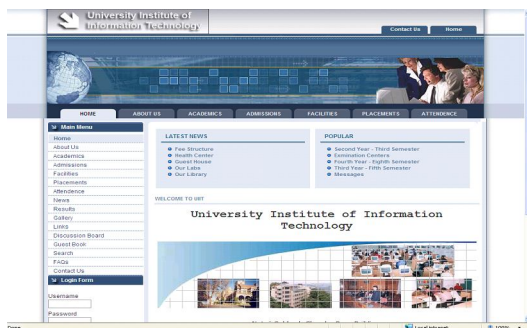 University Institute of
Information Technology
Contact Us Home
HOME ABOUT US ACADEMICS ADMISSIONS FACILITIES PLACEMENTS ATTENDENCE
Main Menu
Home
About Us
Academics
Admissions
Facilities
Placements
Attendence
News
Results
Gallery
Links
Discussion Board
Guest Book
Search
FAQs
Contact Us
Login Form
Username
Password
LATEST NEWS
Fee Structure
Health Center
Guest House
Our Labs
Our Library
POPULAR
Second Year - Third Semester
Exmination Centers
Fourth Year - Eighth Semester
Third Year - Fifth Semester
Messages
WELCOME TO UIIT
University Institute of Information
Technology
Local intranet
100%